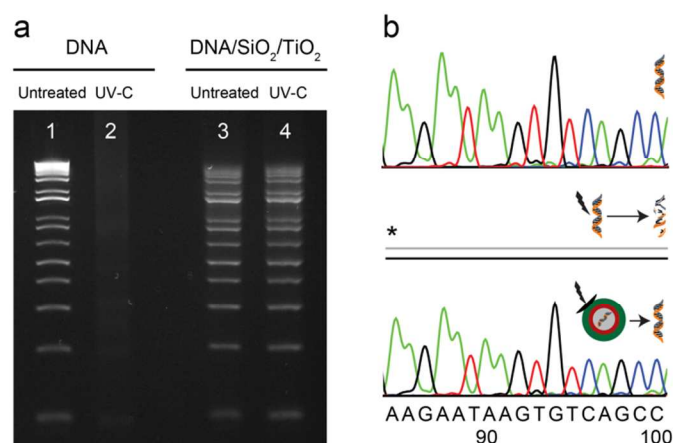 a
DNA
DNA/SiO₂/TiO₂
Untreated UV-C Untreated UV-C
1 2 3 4
b
*
AAGAATAAGTGTCAGCC
90 100